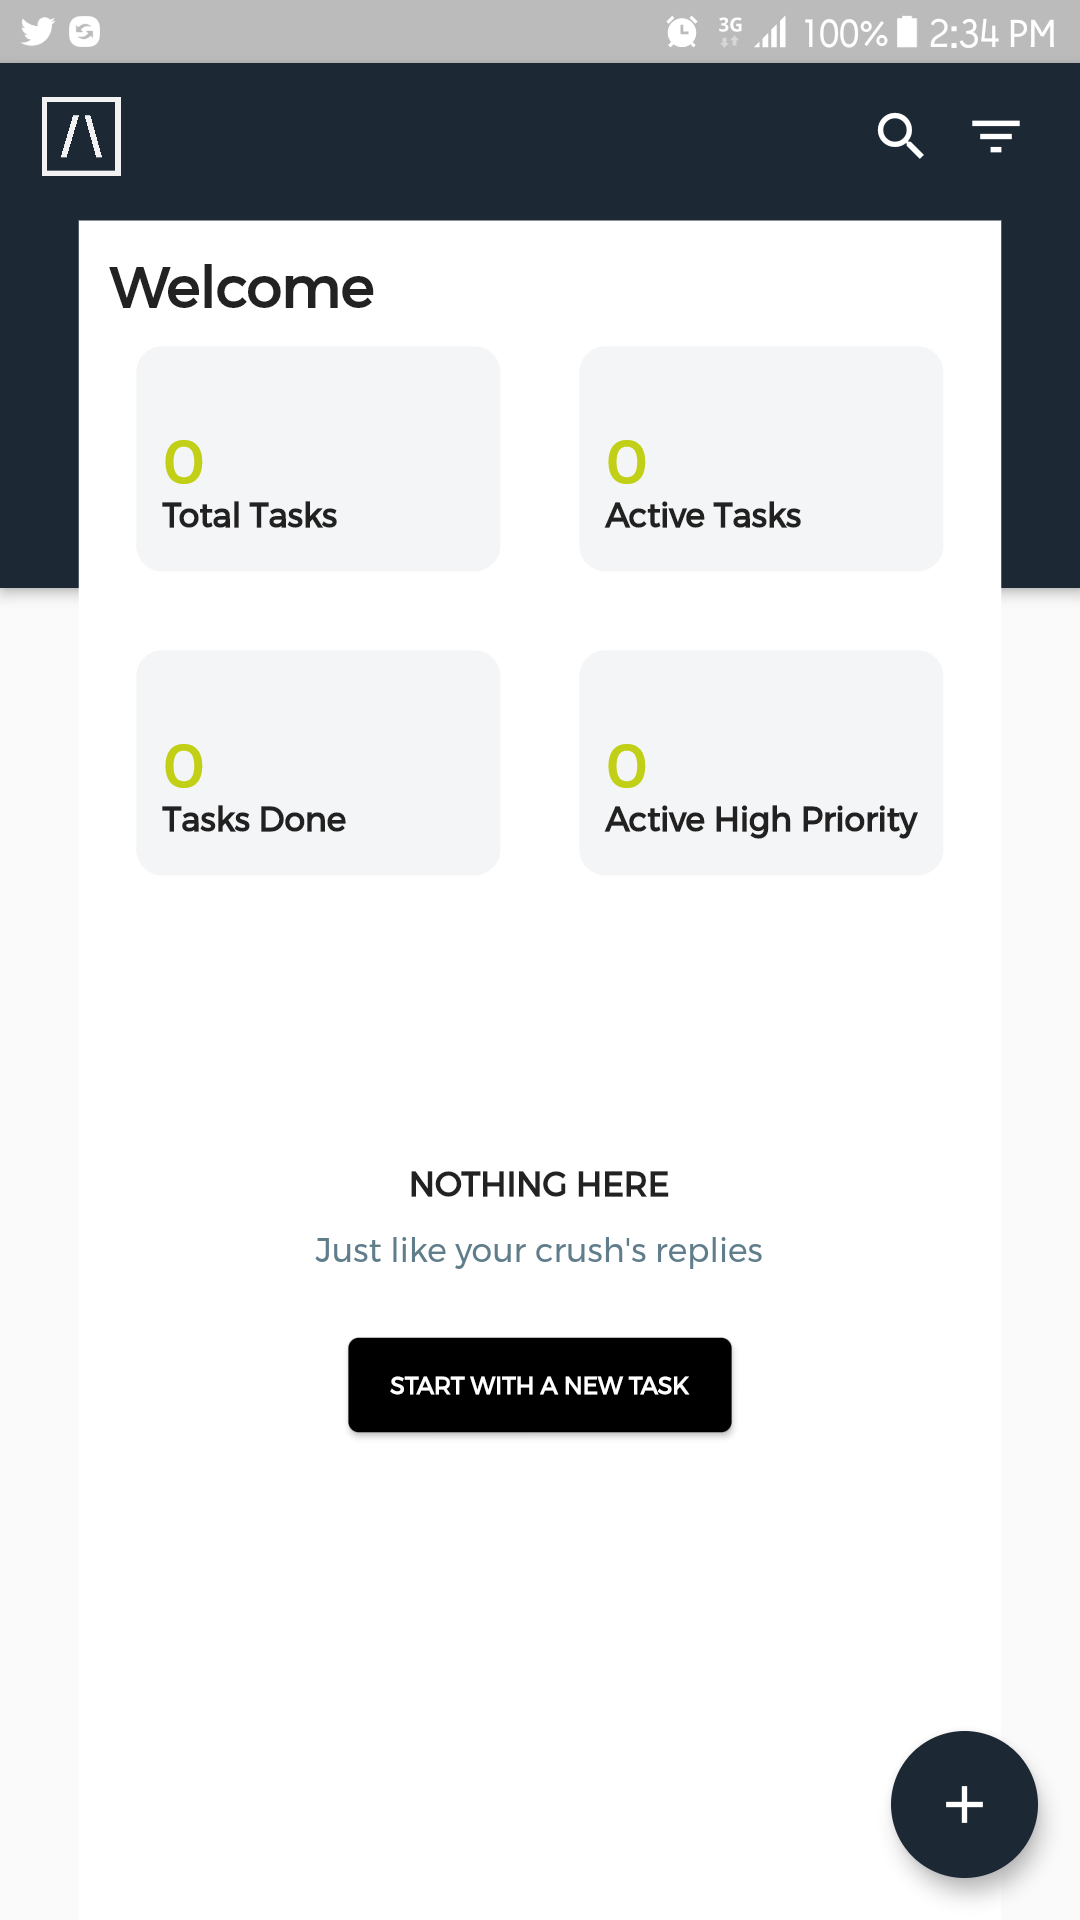 3G 100% 2:34 PM
Welcome
0
Total Tasks
0
Active Tasks
0
Tasks Done
0
Active High Priority
NOTHING HERE
Just like your crush's replies
START WITH A NEW TASK